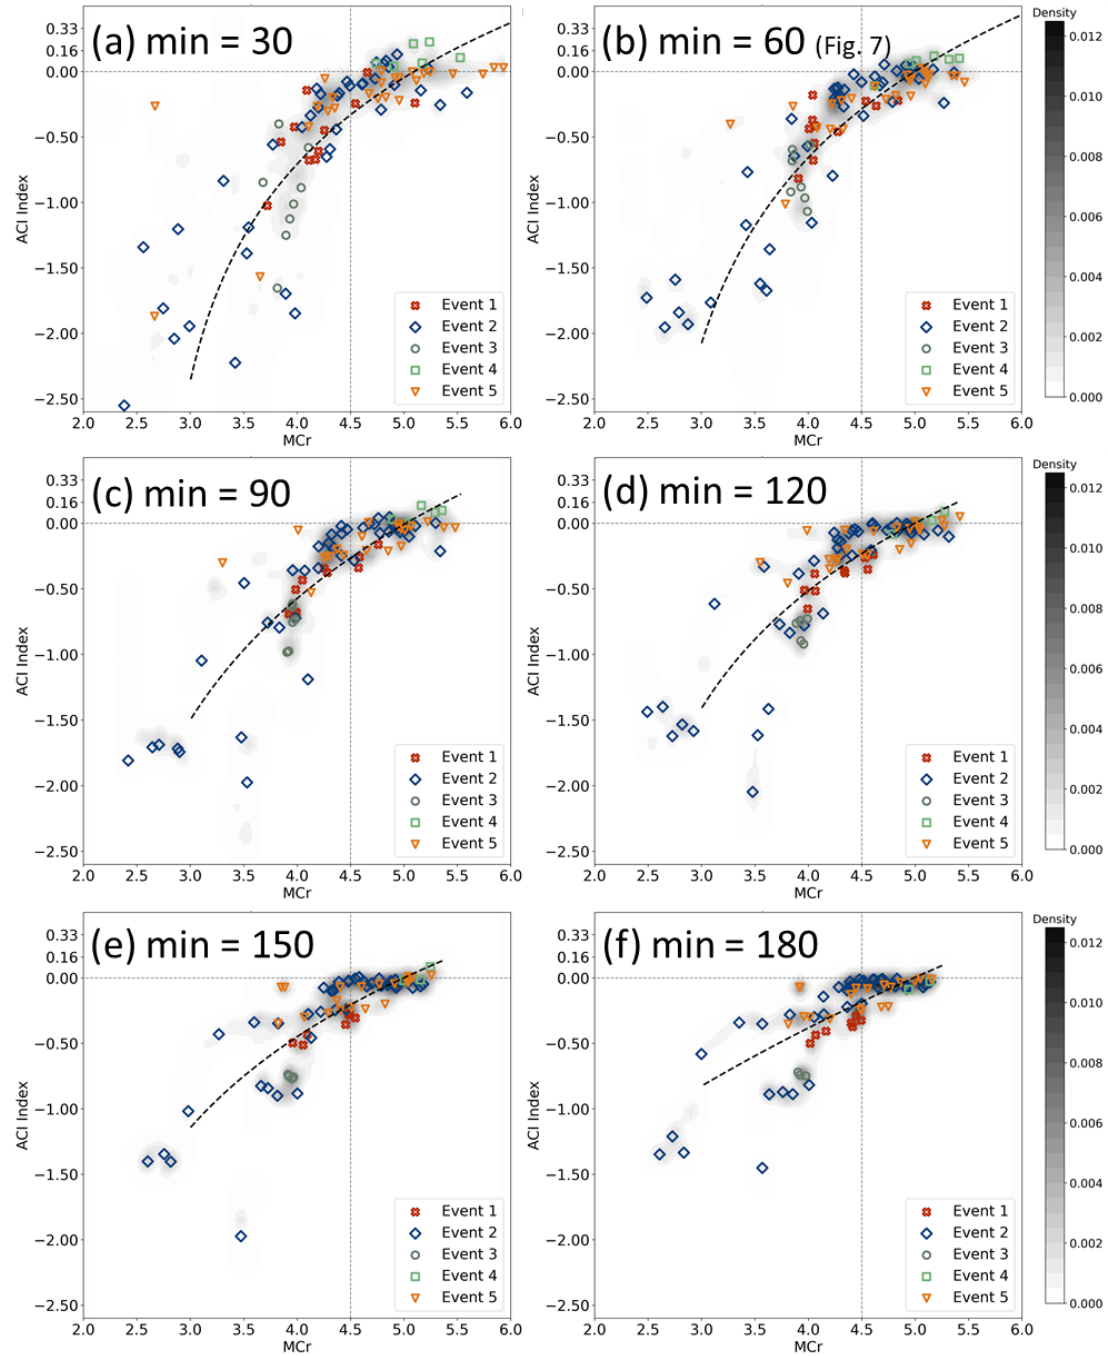 (a) min = 30
0.33
0.16
0.00
−0.50
−1.00
−1.50
−2.00
−2.50
ACI Index
Event 1
Event 2
Event 3
Event 4
Event 5
2.0 2.5 3.0 3.5 4.0 4.5 5.0 5.5 6.0
MCr
(b) min = 60 (Fig. 7)
0.33
0.16
0.00
−0.50
−1.00
−1.50
−2.00
−2.50
ACI Index
Event 1
Event 2
Event 3
Event 4
Event 5
2.0 2.5 3.0 3.5 4.0 4.5 5.0 5.5 6.0
MCr
Density
0.012
0.010
0.008
0.006
0.004
0.002
0.000
(c) min = 90
0.33
0.16
0.00
−0.50
−1.00
−1.50
−2.00
−2.50
ACI Index
Event 1
Event 2
Event 3
Event 4
Event 5
2.0 2.5 3.0 3.5 4.0 4.5 5.0 5.5 6.0
MCr
(d) min = 120
0.33
0.16
0.00
−0.50
−1.00
−1.50
−2.00
−2.50
ACI Index
Event 1
Event 2
Event 3
Event 4
Event 5
2.0 2.5 3.0 3.5 4.0 4.5 5.0 5.5 6.0
MCr
Density
0.012
0.010
0.008
0.006
0.004
0.002
0.000
(e) min = 150
0.33
0.16
0.00
−0.50
−1.00
−1.50
−2.00
−2.50
ACI Index
Event 1
Event 2
Event 3
Event 4
Event 5
2.0 2.5 3.0 3.5 4.0 4.5 5.0 5.5 6.0
MCr
(f) min = 180
0.33
0.16
0.00
−0.50
−1.00
−1.50
−2.00
−2.50
ACI Index
Event 1
Event 2
Event 3
Event 4
Event 5
2.0 2.5 3.0 3.5 4.0 4.5 5.0 5.5 6.0
MCr
Density
0.012
0.010
0.008
0.006
0.004
0.002
0.000